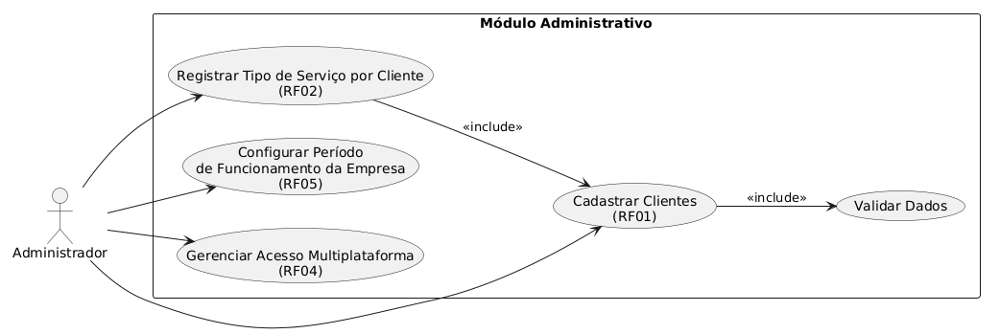 Módulo Administrativo
Registrar Tipo de Serviço por Cliente
(RF02)
«include»
Configurar Período
de Funcionamento da Empresa
(RF05)
Cadastrar Clientes
(RF01)
«include»
Validar Dados
Administrador
Gerenciar Acesso Multiplataforma
(RF04)